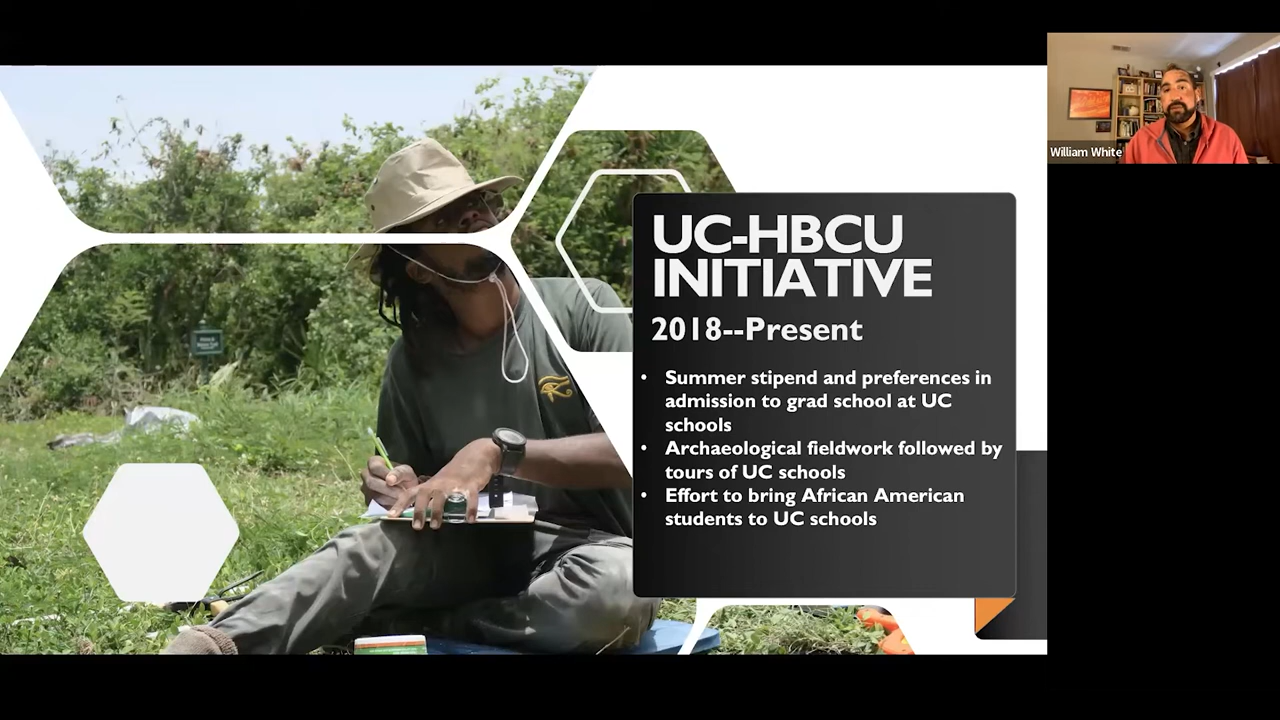 William White
UC-HBCU
INITIATIVE
2018--Present
• Summer stipend and preferences in
admission to grad school at UC
schools
• Archaeological fieldwork followed by
tours of UC schools
• Effort to bring African American
students to UC schools